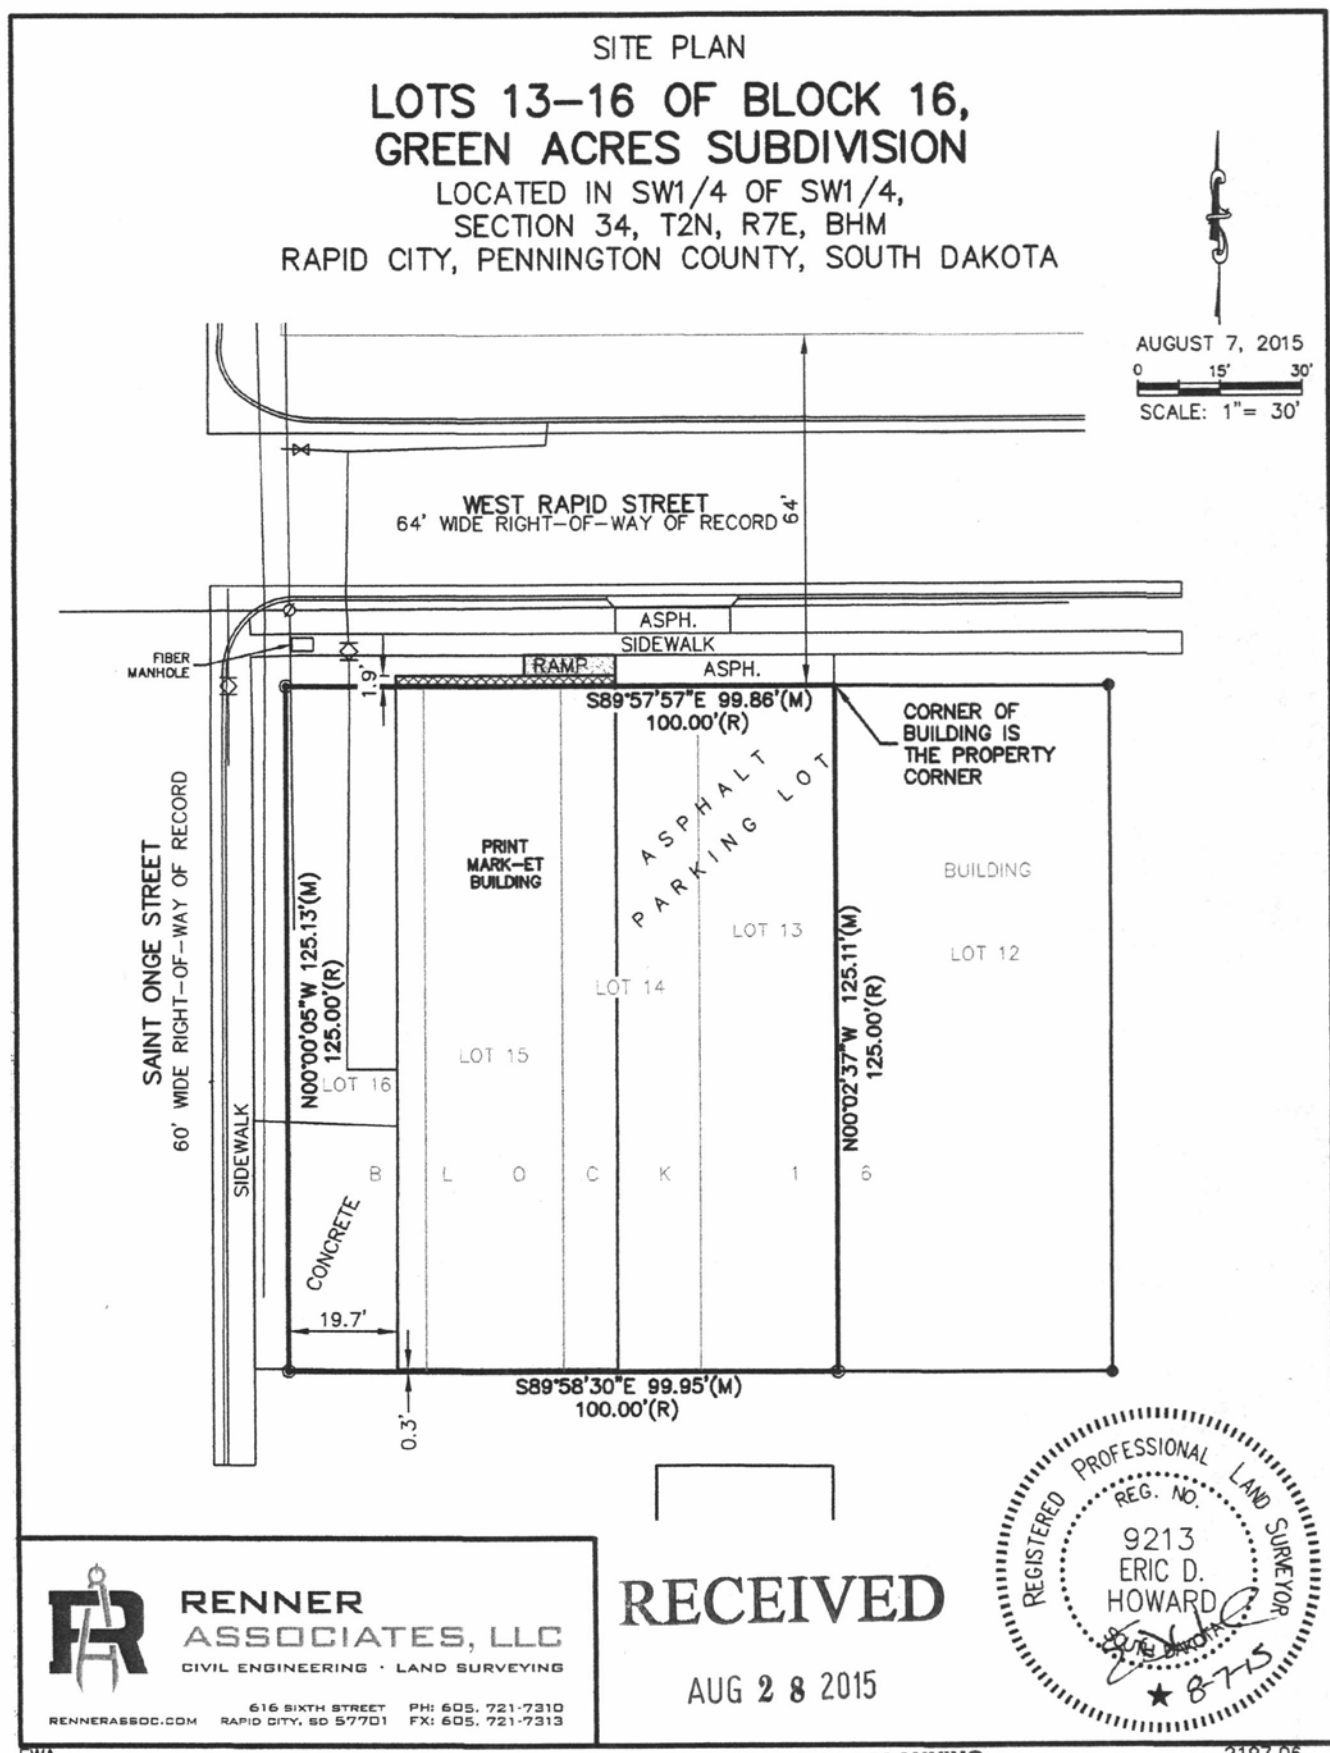 SITE PLAN
LOTS 13-16 OF BLOCK 16,
GREEN ACRES SUBDIVISION
LOCATED IN SW1/4 OF SW1/4,
SECTION 34, T2N, R7E, BHM
RAPID CITY, PENNINGTON COUNTY, SOUTH DAKOTA
AUGUST 7, 2015
0 15' 30'
SCALE: 1"= 30'
WEST RAPID STREET
64' WIDE RIGHT-OF-WAY OF RECORD
64'
ASPH.
SIDEWALK
FIBER
MANHOLE
RAMP
ASPH.
1.9'
S89°57'57"E 99.86'(M)
100.00'(R)
CORNER OF
BUILDING IS
THE PROPERTY
CORNER
ASPHALT
PARKING LOT
PRINT
MARK-ET
BUILDING
BUILDING
SAINT ONGE STREET
60' WIDE RIGHT-OF-WAY OF RECORD
N00°00'05"W 125.13'(M)
125.00'(R)
LOT 13
LOT 12
LOT 14
N00°02'37"W 125.11'(M)
125.00'(R)
LOT 15
LOT 16
SIDEWALK
BLOCK 16
CONCRETE
19.7'
S89°58'30"E 99.95'(M)
100.00'(R)
0.3'
REGISTERED PROFESSIONAL LAND SURVEYOR
REG. NO.
9213
ERIC D.
HOWARD
SOUTH DAKOTA
8-7-15
RENNER
ASSOCIATES, LLC
CIVIL ENGINEERING · LAND SURVEYING
616 SIXTH STREET PH: 605. 721-7310
RENNERASSOC.COM RAPID CITY, SD 57701 FX: 605. 721-7313
RECEIVED
AUG 28 2015